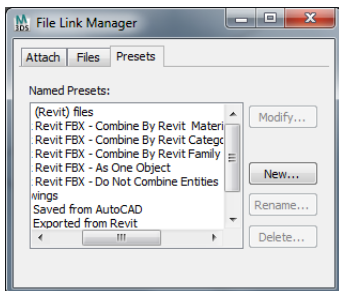 3DS File Link Manager
Attach Files Presets
Named Presets:
(Revit) files
Revit FBX - Combine By Revit Materi
Revit FBX - Combine By Revit Catego
Revit FBX - Combine By Revit Family
Revit FBX - As One Object
Revit FBX - Do Not Combine Entities
wings
Saved from AutoCAD
Exported from Revit
Modify...
New...
Rename...
Delete...